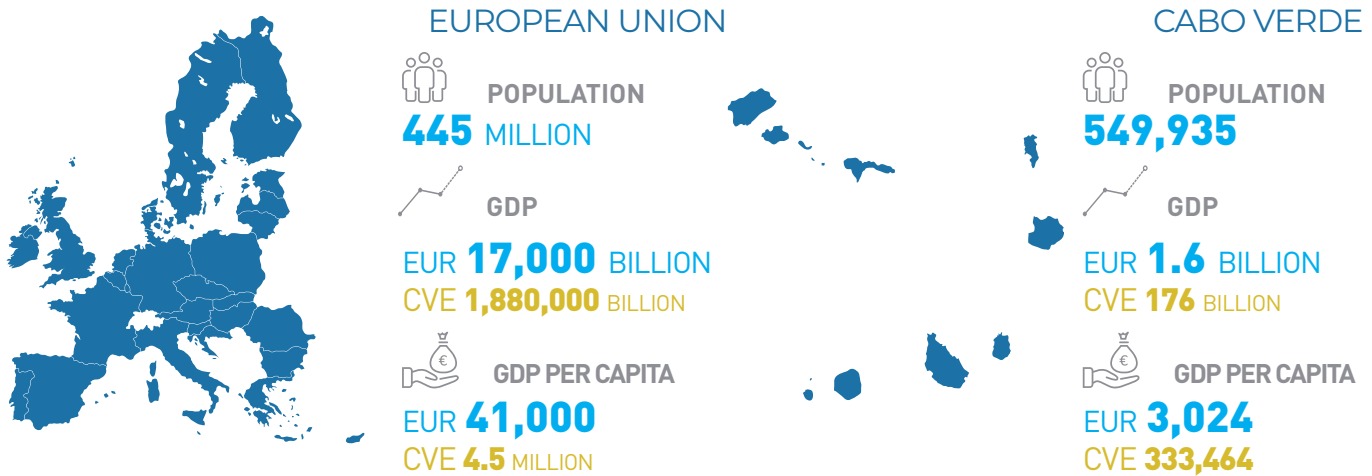 EUROPEAN UNION
POPULATION
445 MILLION
GDP
EUR 17,000 BILLION
CVE 1,880,000 BILLION
€
GDP PER CAPITA
EUR 41,000
CVE 4.5 MILLION
CABO VERDE
POPULATION
549,935
GDP
EUR 1.6 BILLION
CVE 176 BILLION
€
GDP PER CAPITA
EUR 3,024
CVE 333,464